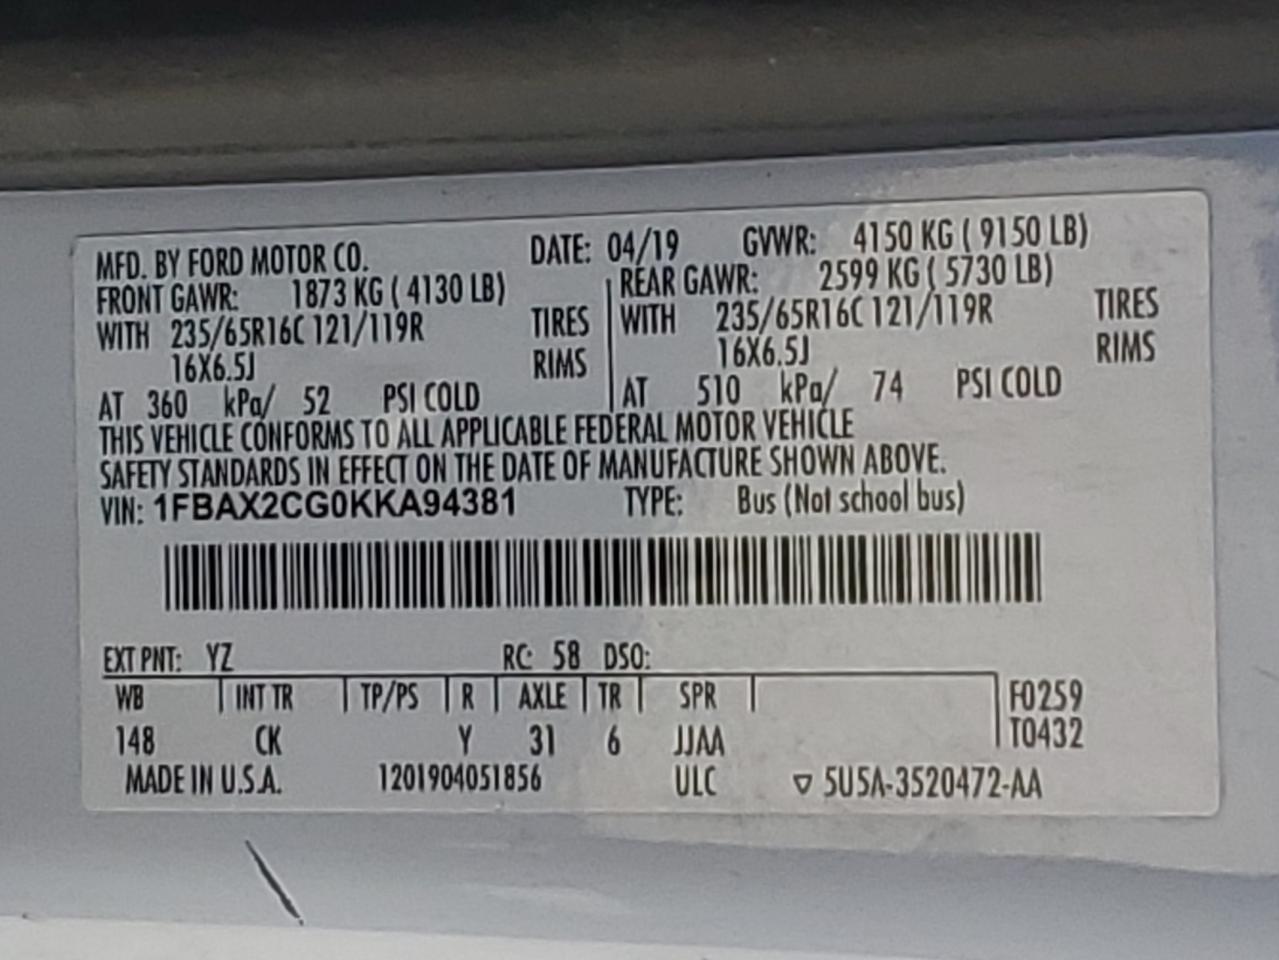 MFD. BY FORD MOTOR CO. DATE: 04/19 GVWR: 4150 KG ( 9150 LB)
FRONT GAWR: 1873 KG ( 4130 LB) REAR GAWR: 2599 KG ( 5730 LB)
WITH 235/65R16C 121/119R TIRES WITH 235/65R16C 121/119R TIRES
16X6.5J RIMS 16X6.5J RIMS
AT 360 kPa/ 52 PSI COLD AT 510 kPa/ 74 PSI COLD
THIS VEHICLE CONFORMS TO ALL APPLICABLE FEDERAL MOTOR VEHICLE
SAFETY STANDARDS IN EFFECT ON THE DATE OF MANUFACTURE SHOWN ABOVE.
VIN: 1FBAX2CG0KKA94381 TYPE: Bus (Not school bus)
EXT PNT: YZ RC: 58 DSO:
WB INT TR TP/PS R AXLE TR SPR F0259
148 CK Y 31 6 JJAA T0432
MADE IN U.S.A. 1201904051856 ULC ▽ 5U5A-3520472-AA